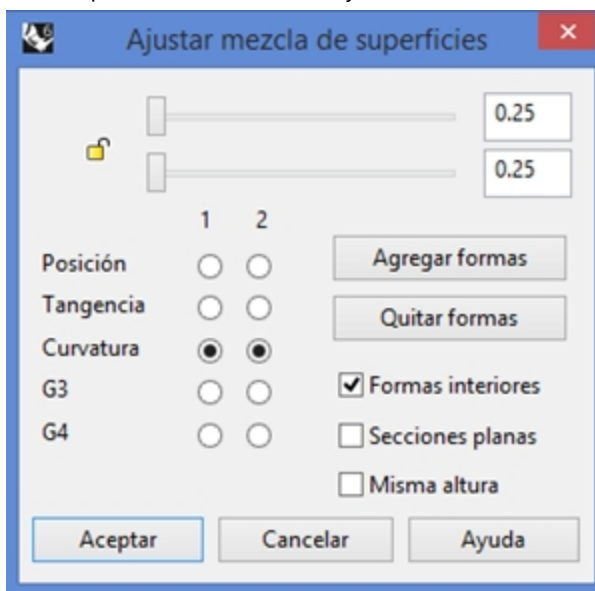 Ajustar mezcla de superficies
0.25
0.25
1 2
Posición
Tangencia
Curvatura
G3
G4
Agregar formas
Quitar formas
Formas interiores
Secciones planas
Misma altura
Aceptar Cancelar Ayuda